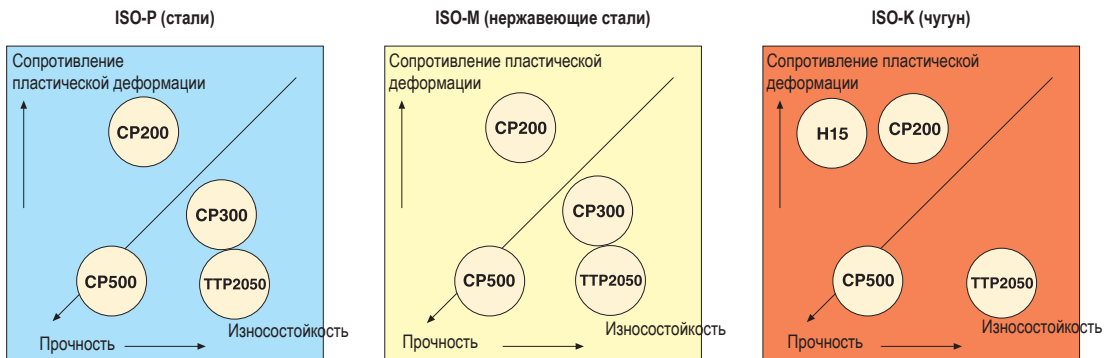 ISO-P (стали)
Сопротивление
пластической деформации
CP200
CP300
CP500
TTP2050
Износостойкость
Прочность
ISO-M (нержавеющие стали)
Сопротивление пластической
деформации
CP200
CP300
CP500
TTP2050
Износостойкость
Прочность
ISO-K (чугун)
Сопротивление пластической
деформации
H15
CP200
CP500
TTP2050
Износостойкость
Прочность